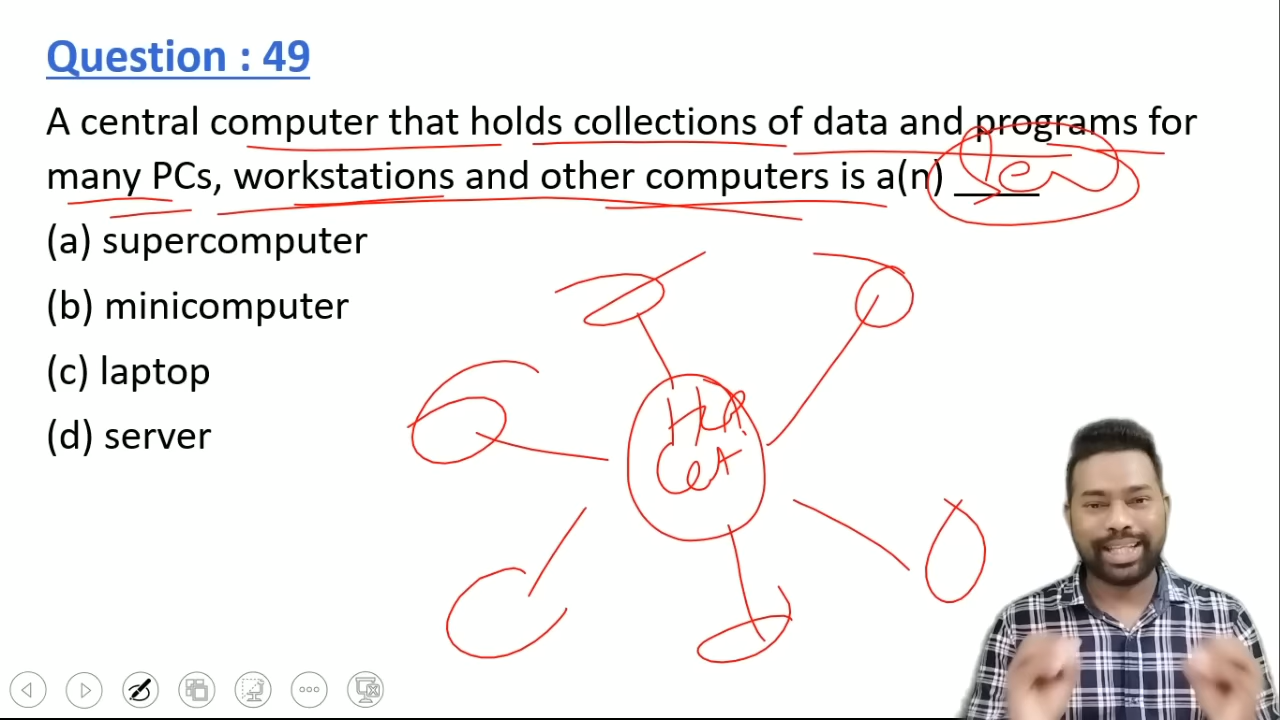 Question : 49
A central computer that holds collections of data and programs for
many PCs, workstations and other computers is a(n) _____
(a) supercomputer
(b) minicomputer
(c) laptop
(d) server